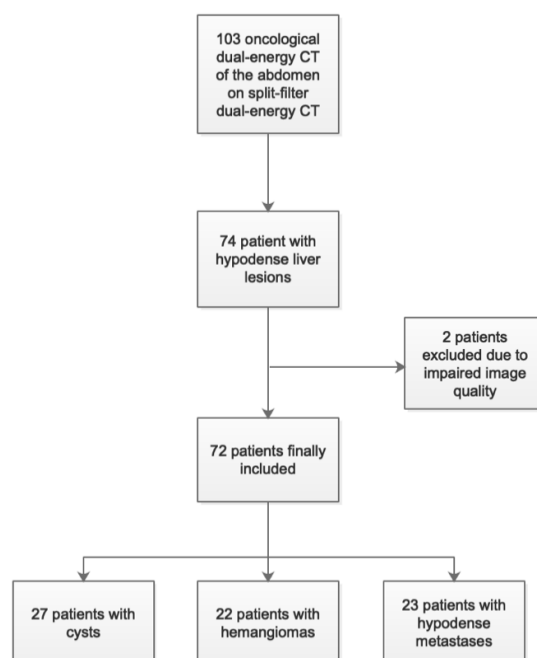 103 oncological
dual-energy CT
of the abdomen
on split-filter
dual-energy CT
74 patient with
hypodense liver
lesions
2 patients
excluded due to
impaired image
quality
72 patients finally
included
27 patients with
cysts
22 patients with
hemangiomas
23 patients with
hypodense
metastases